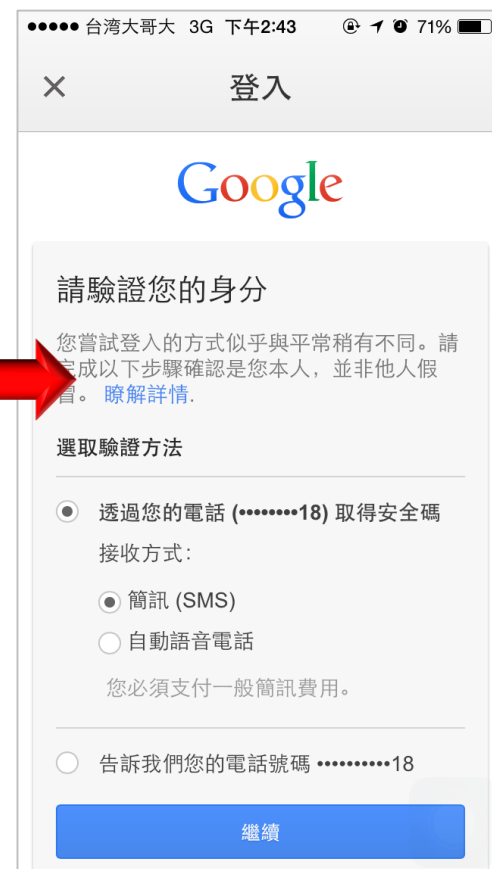 台湾大哥大 3G 下午2:43 71%
登入
Google
請驗證您的身分
您嘗試登入的方式似乎與平常稍有不同。請
完成以下步驟確認是您本人，並非他人假
冒。 瞭解詳情.
選取驗證方法
透過您的電話 (••••••••18) 取得安全碼
接收方式：
簡訊 (SMS)
自動語音電話
您必須支付一般簡訊費用。
告訴我們您的電話號碼 ••••••••••18
繼續